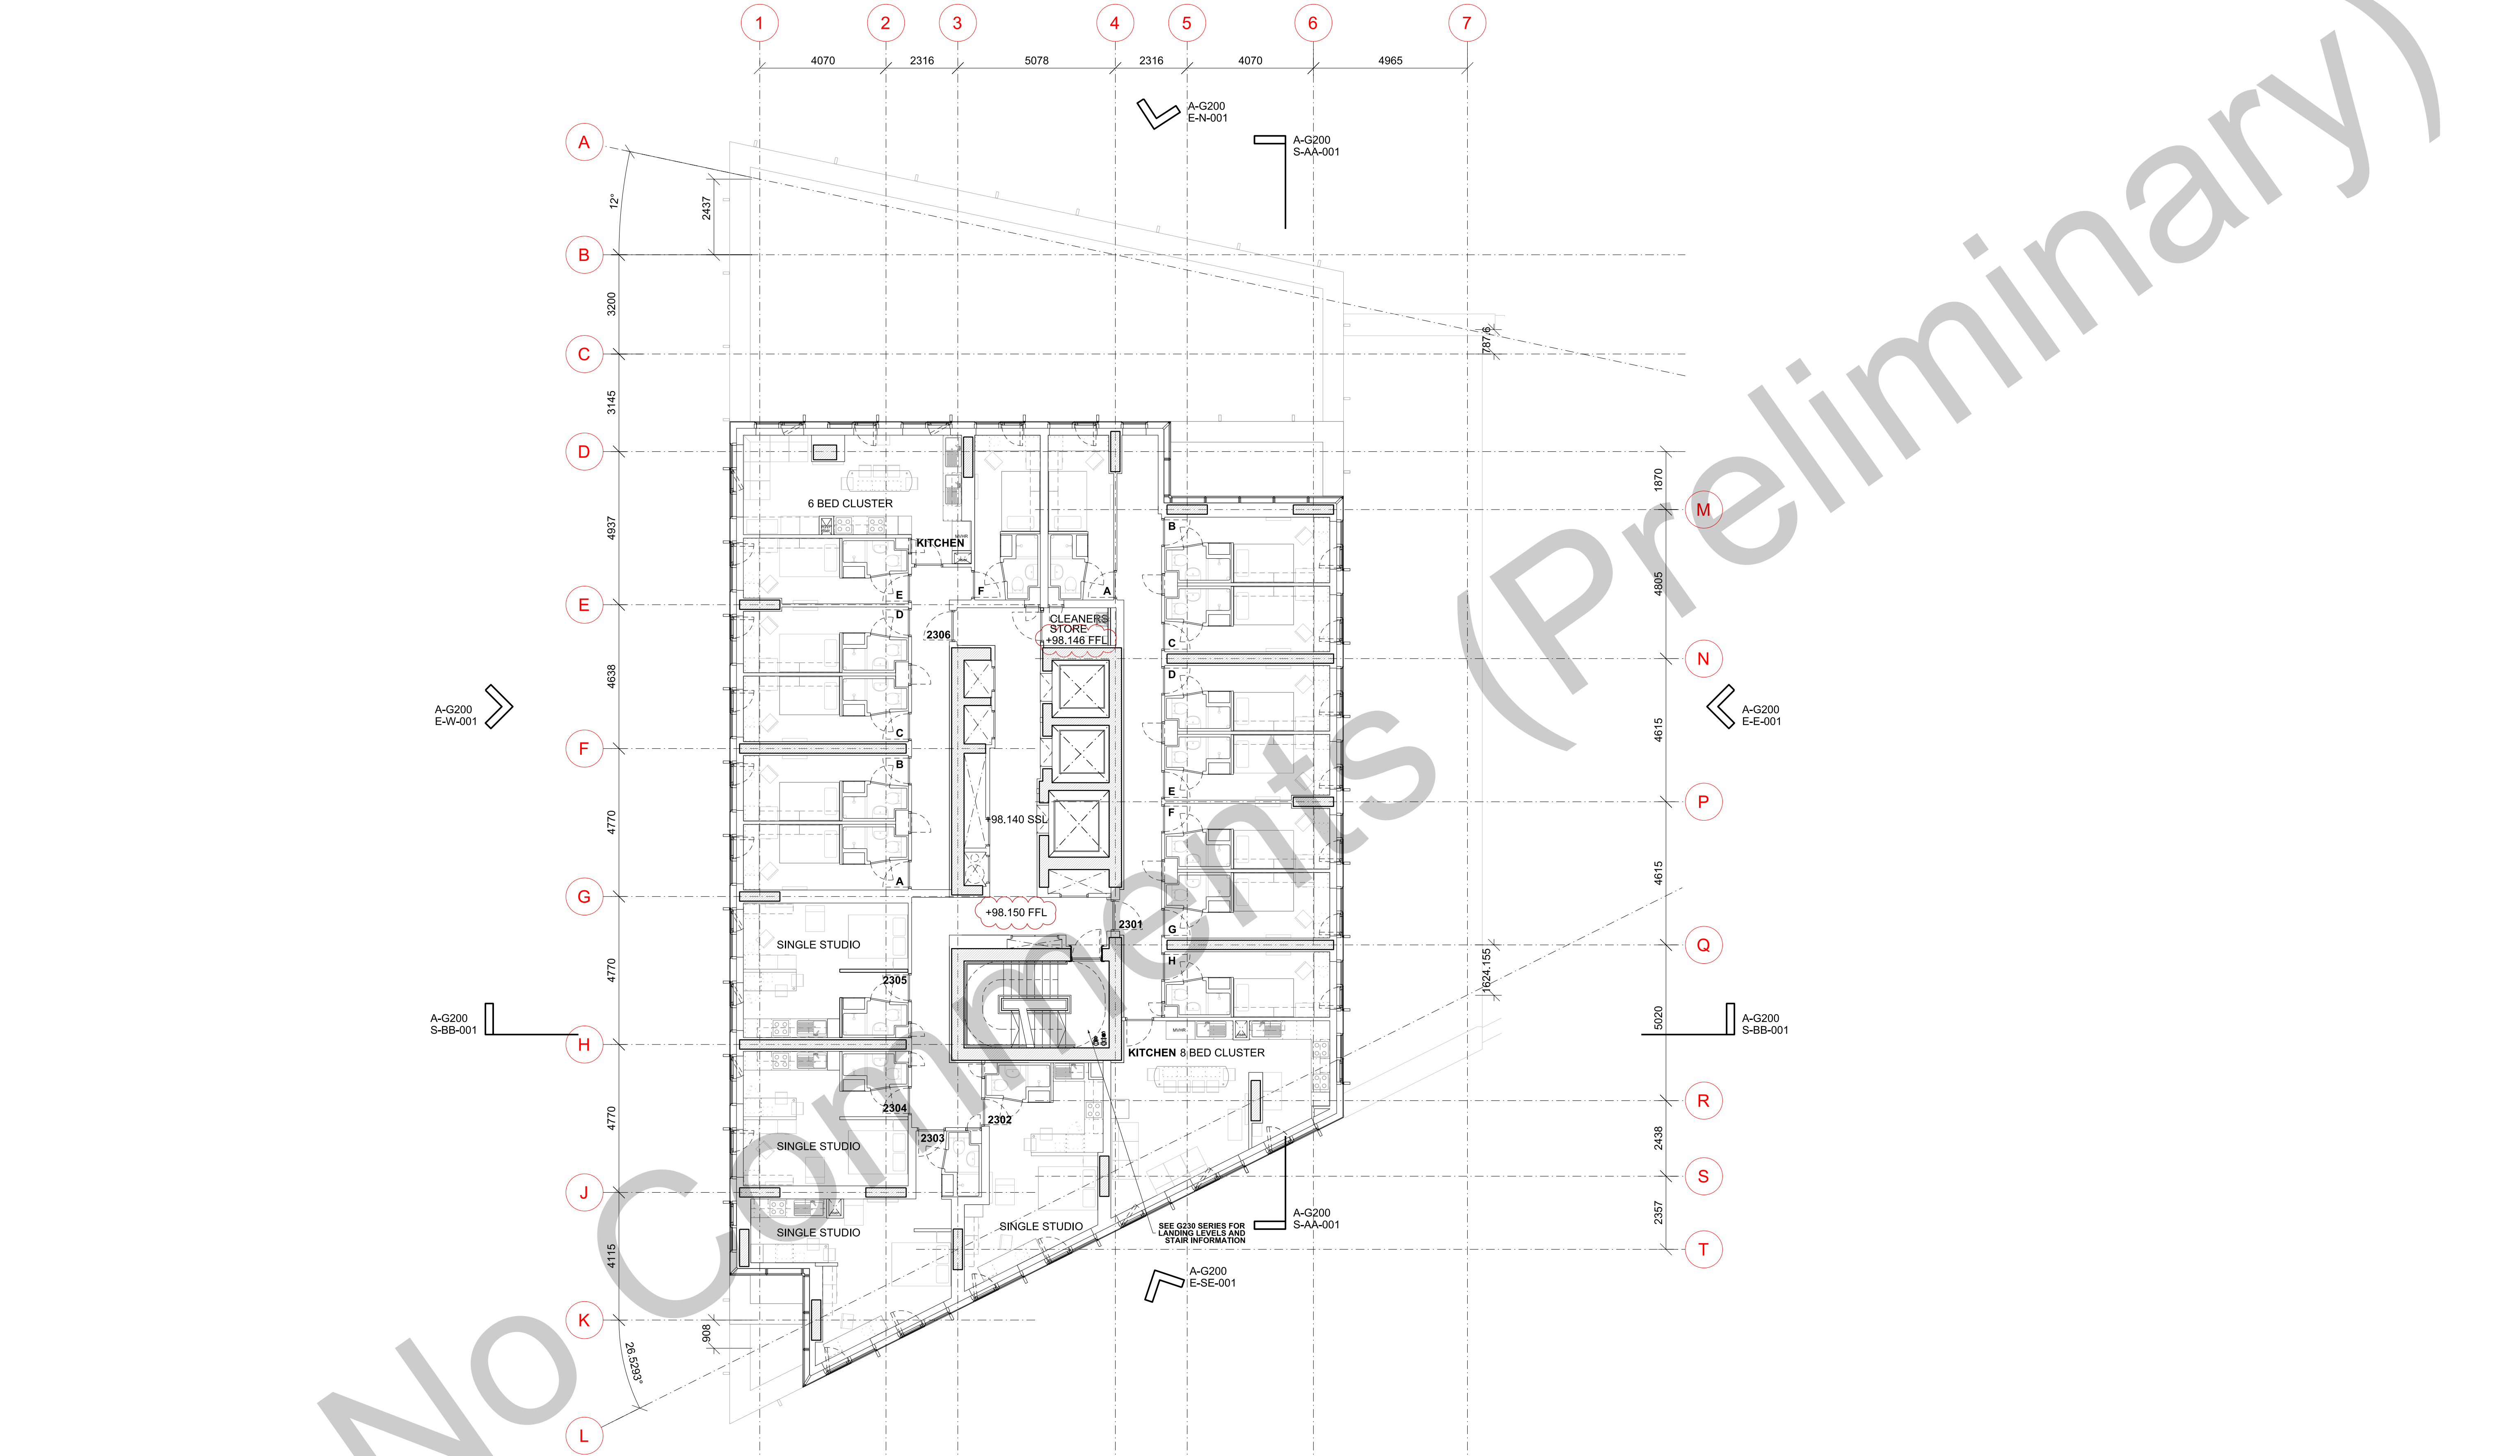 1
2
3
4
5
6
7
4070
2316
5078
2316
4070
4965
A-G200
E-N-001
A-G200
S-AA-001
A
12°
2437
B
3200
787.6
C
3145
D
1870
6 BED CLUSTER
M
4937
KITCHEN
MVHR
B
4805
E
F
A
E
D
C
2306
CLEANERS
STORE
+98.146 FFL
N
4638
D
A-G200
E-W-001
A-G200
E-E-001
4615
C
F
B
E
P
4770
F
+98.140 SSL
4615
A
G
+98.150 FFL
2301
G
SINGLE STUDIO
Q
H
4770
2305
1624.155
A-G200
S-BB-001
5020
A-G200
S-BB-001
MVHR
H
KITCHEN 8 BED CLUSTER
R
2304
2302
4770
2303
2438
SINGLE STUDIO
S
J
2357
A-G200
S-AA-001
SINGLE STUDIO
SINGLE STUDIO
SEE G230 SERIES FOR
LANDING LEVELS AND
STAIR INFORMATION
T
4115
A-G200
E-SE-001
K
908
26.5293°
L
No Comments (Preliminary)